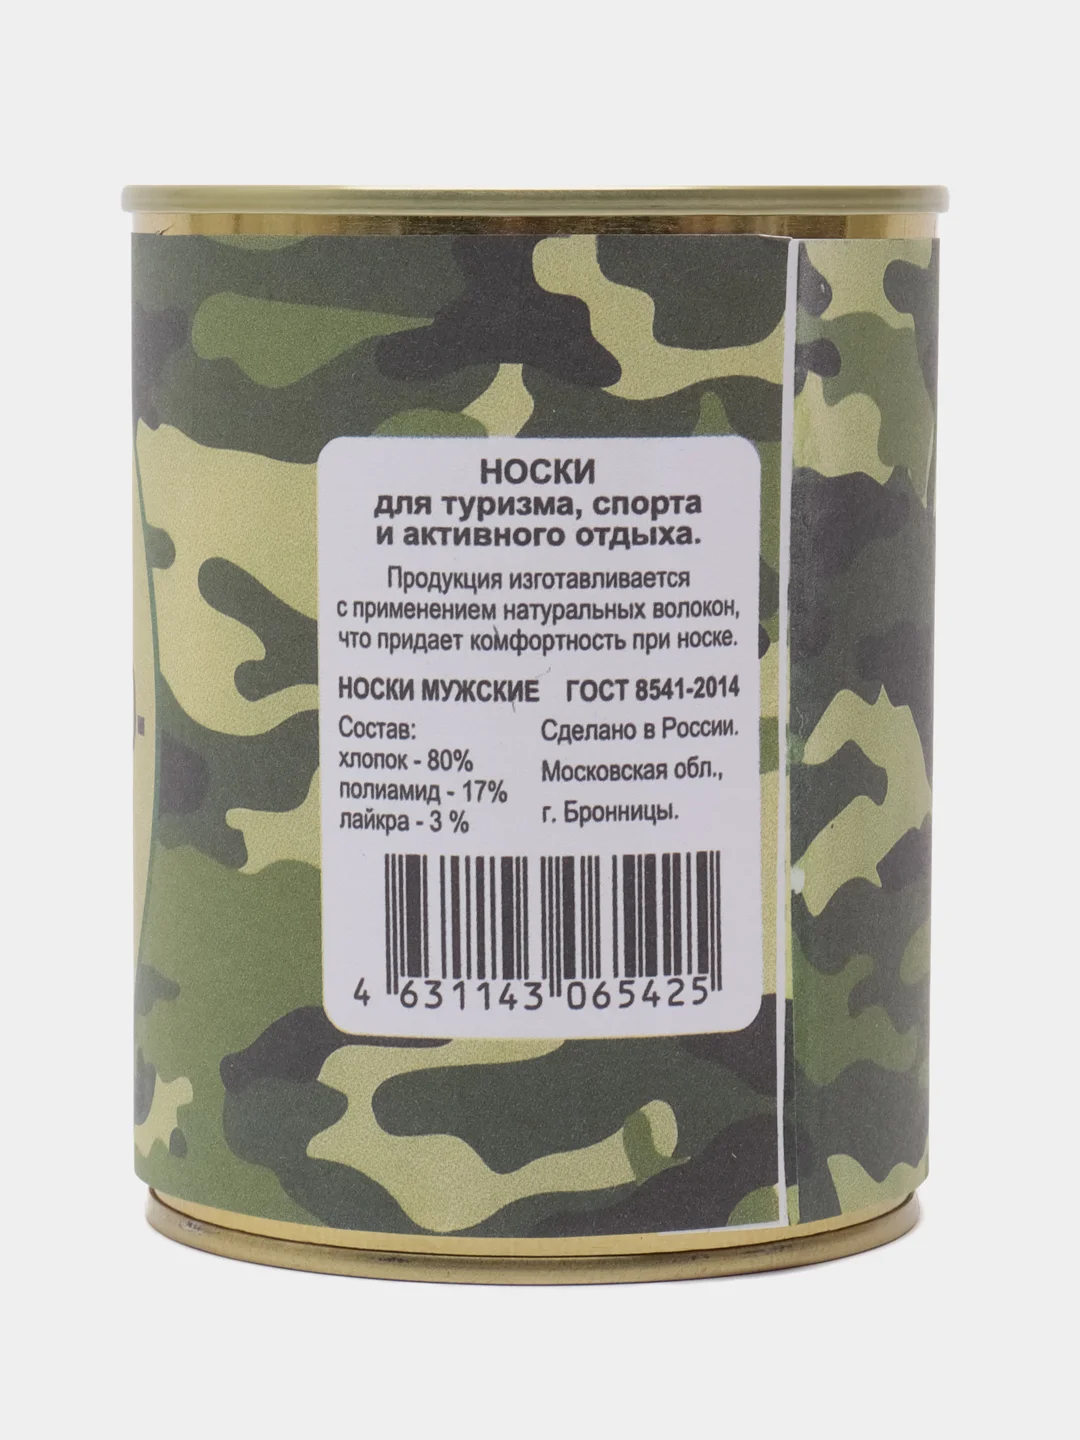 НОСКИ
для туризма, спорта
и активного отдыха.
Продукция изготавливается
с применением натуральных волокон,
что придает комфортность при носке.
НОСКИ МУЖСКИЕ ГОСТ 8541-2014
Состав:
хлопок - 80%
полиамид - 17%
лайкра - 3 %
Сделано в России.
Московская обл.,
г. Бронницы.
4 631143 065425